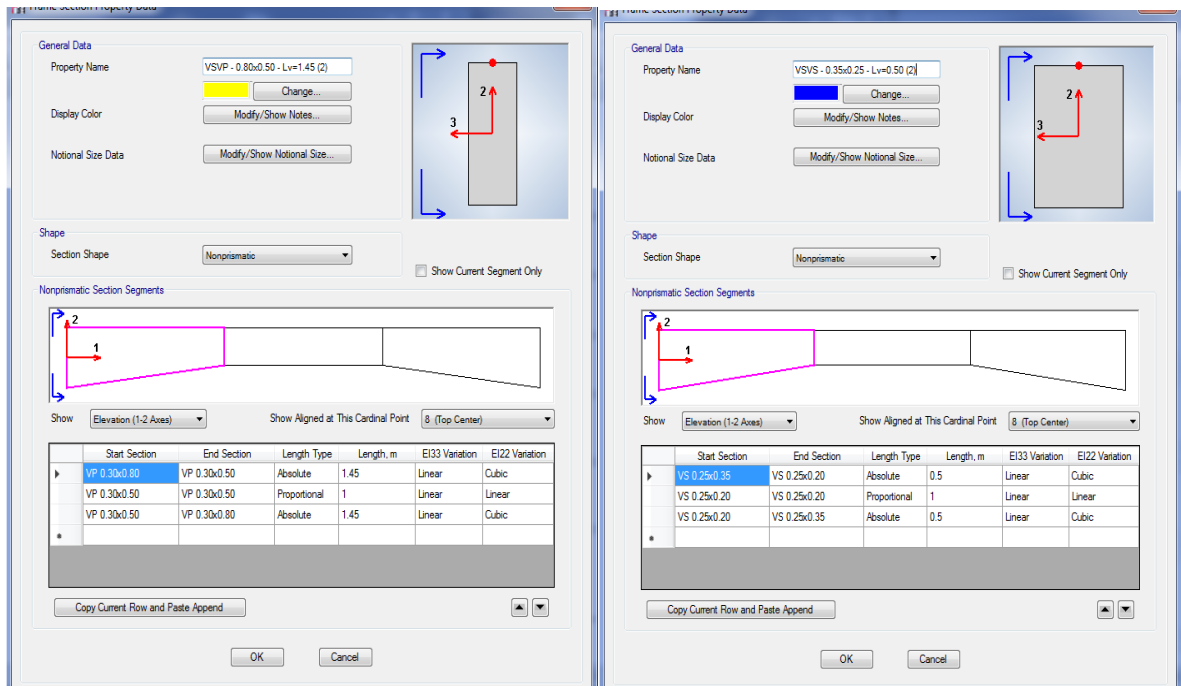 Frame Section Property Data
General Data
Property Name VSVP - 0.80x0.50 - Lv=1.45 (2)
Change...
Display Color Modify/Show Notes...
Notional Size Data Modify/Show Notional Size...
2
3
Shape
Section Shape Nonprismatic
Show Current Segment Only
Nonprismatic Section Segments
2
1
Show Elevation (1-2 Axes) Show Aligned at This Cardinal Point 8 (Top Center)
Start Section End Section Length Type Length, m EI33 Variation EI22 Variation
VP 0.30x0.80 VP 0.30x0.50 Absolute 1.45 Linear Cubic
VP 0.30x0.50 VP 0.30x0.50 Proportional 1 Linear Linear
VP 0.30x0.50 VP 0.30x0.80 Absolute 1.45 Linear Cubic
Copy Current Row and Paste Append
OK Cancel
Frame Section Property Data
General Data
Property Name VSVS - 0.35x0.25 - Lv=0.50 (2)
Change...
Display Color Modify/Show Notes...
Notional Size Data Modify/Show Notional Size...
2
3
Shape
Section Shape Nonprismatic
Show Current Segment Only
Nonprismatic Section Segments
2
1
Show Elevation (1-2 Axes) Show Aligned at This Cardinal Point 8 (Top Center)
Start Section End Section Length Type Length, m EI33 Variation EI22 Variation
VS 0.25x0.35 VS 0.25x0.20 Absolute 0.5 Linear Cubic
VS 0.25x0.20 VS 0.25x0.20 Proportional 1 Linear Linear
VS 0.25x0.20 VS 0.25x0.35 Absolute 0.5 Linear Cubic
Copy Current Row and Paste Append
OK Cancel